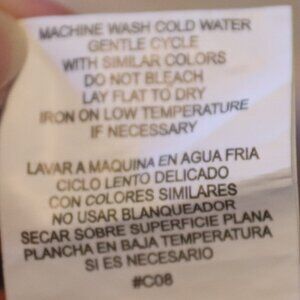 MACHINE WASH COLD WATER
GENTLE CYCLE
WITH SIMILAR COLORS
DO NOT BLEACH
LAY FLAT TO DRY
IRON ON LOW TEMPERATURE
IF NECESSARY
LAVAR A MAQUINA EN AGUA FRIA
CICLO LENTO DELICADO
CON COLORES SIMILARES
NO USAR BLANQUEADOR
SECAR SOBRE SUPERFICIE PLANA
PLANCHA EN BAJA TEMPERATURA
SI ES NECESARIO
#C08